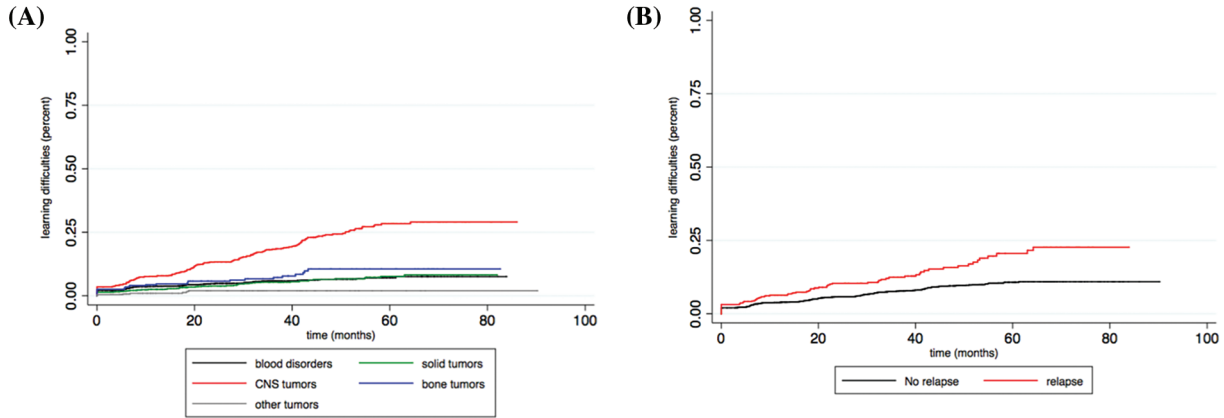 (A)
learning difficulties (percent)
1.00
0.75
0.50
0.25
0.00
0 20 40 60 80 100
time (months)
blood disorders solid tumors
CNS tumors bone tumors
other tumors
(B)
learning difficulties (percent)
1.00
0.75
0.50
0.25
0.00
0 20 40 60 80 100
time (months)
No relapse relapse